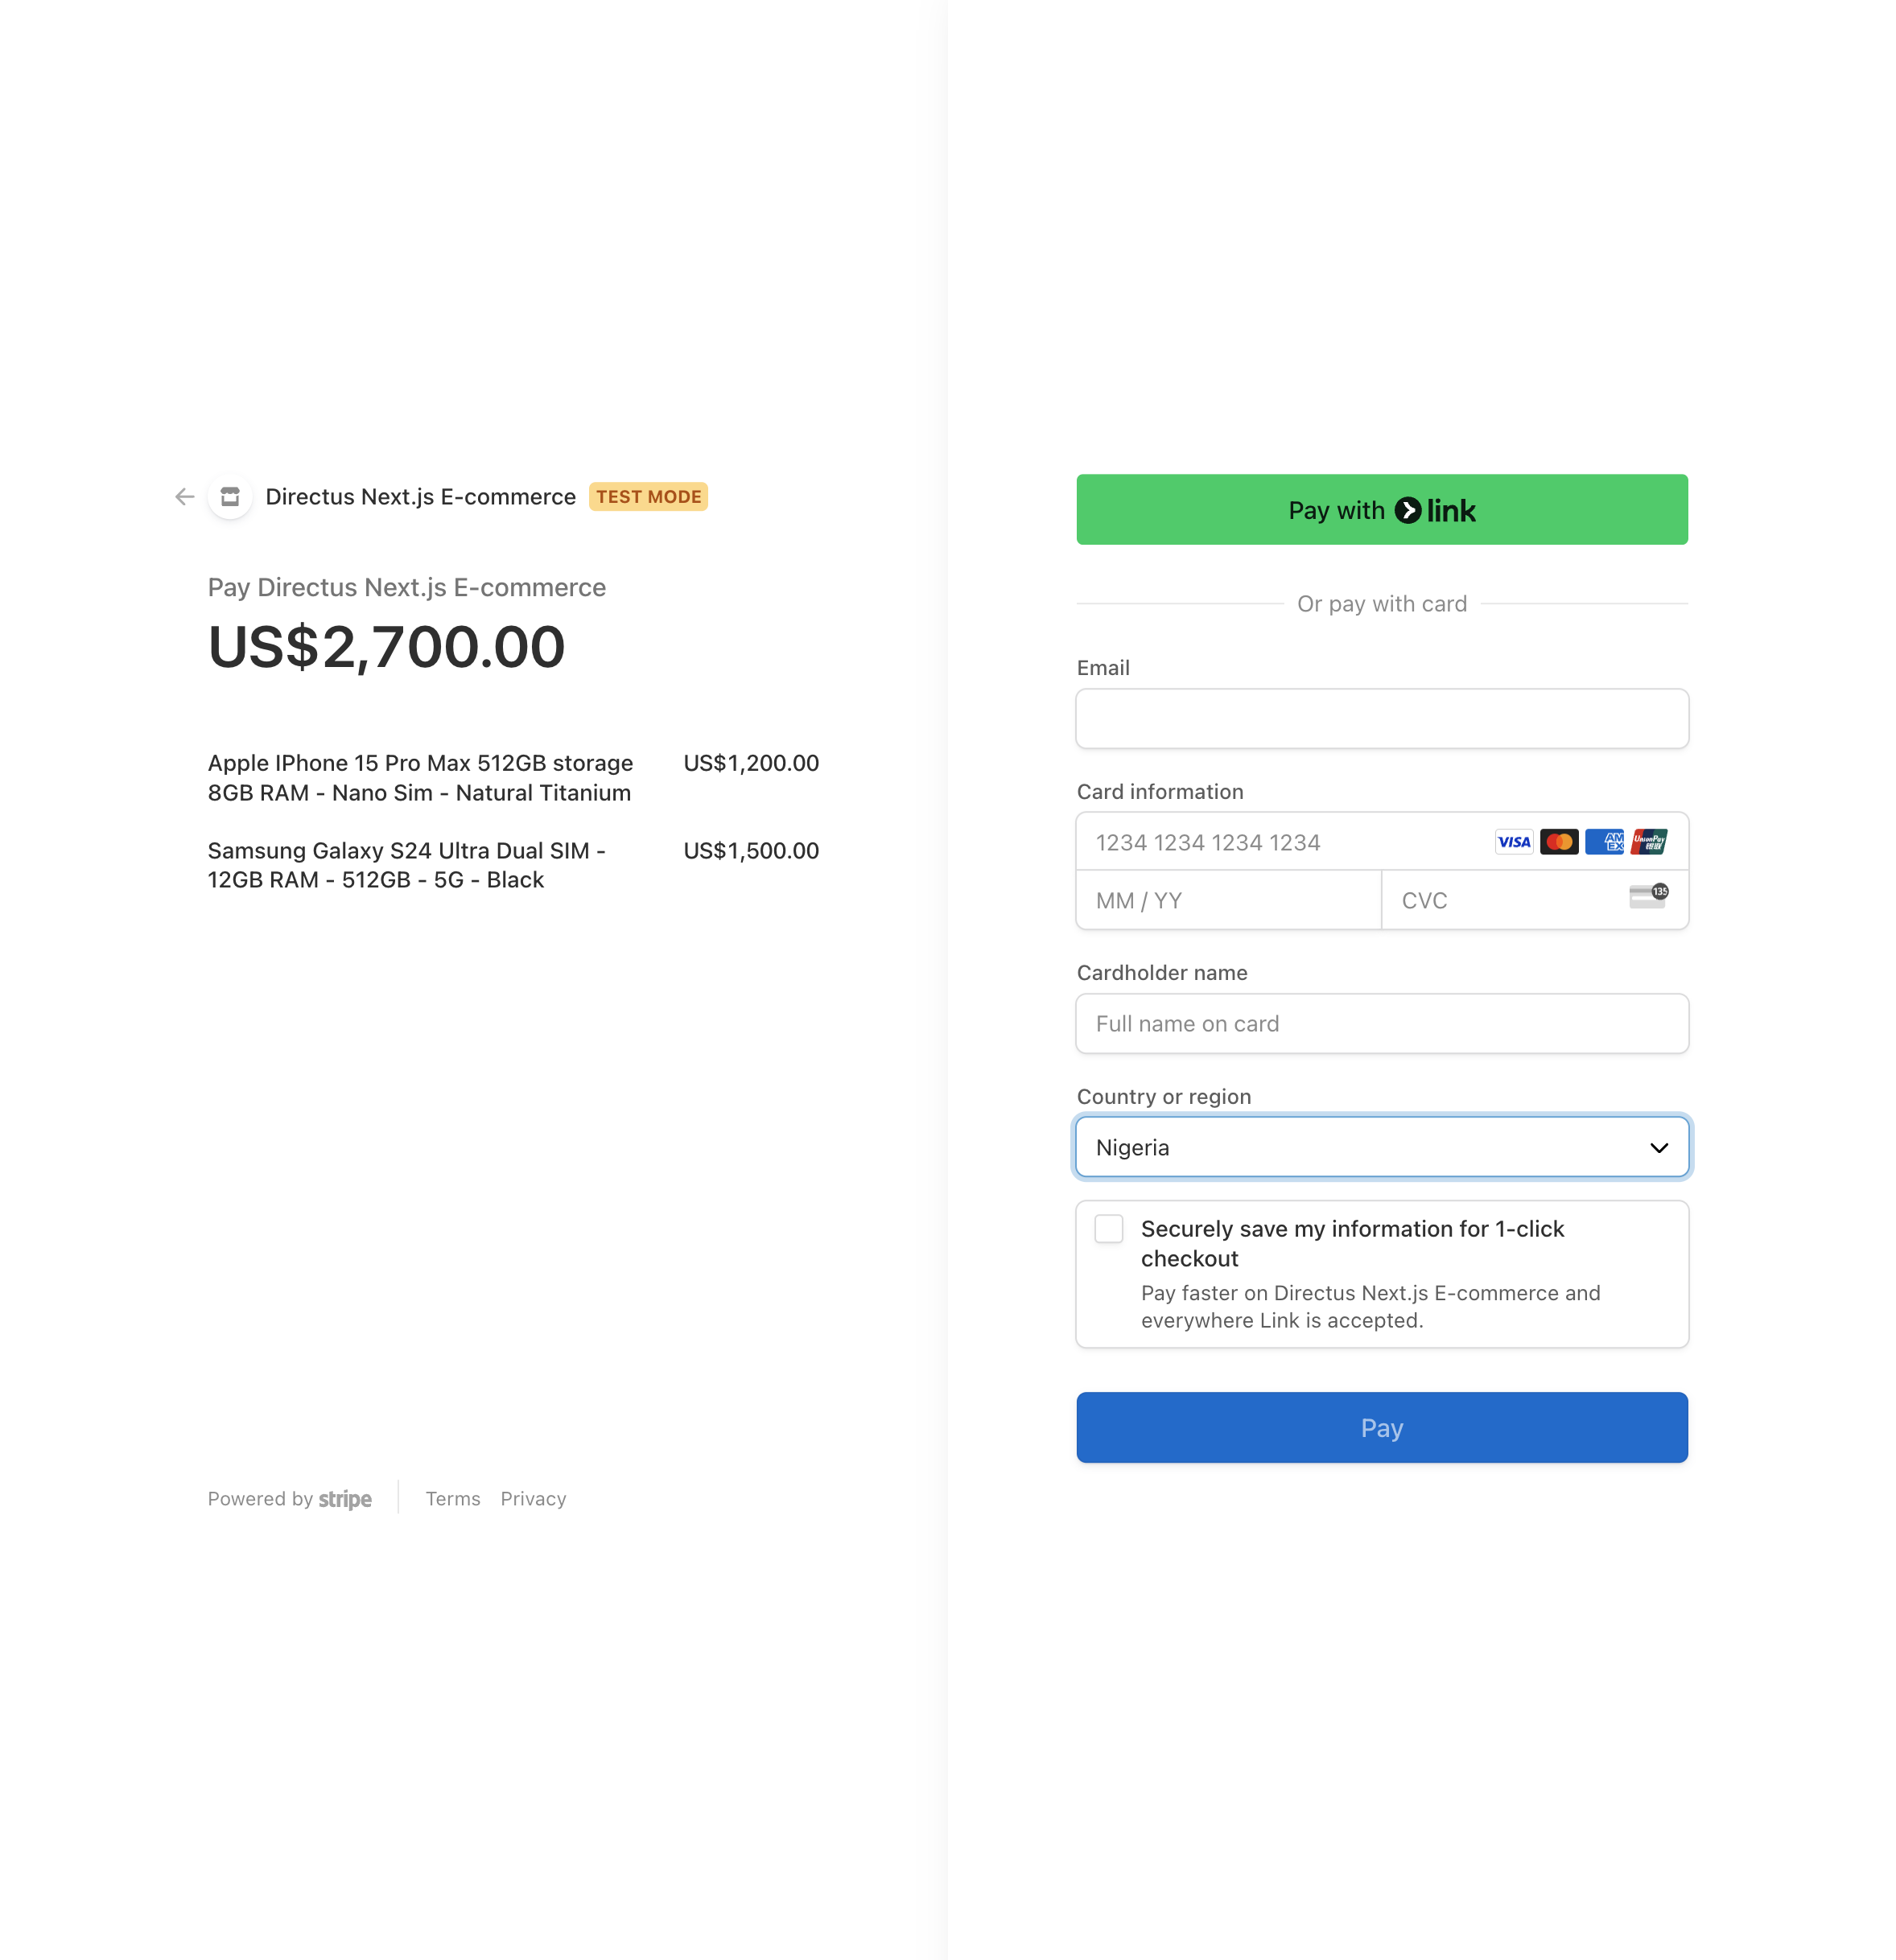 Directus Next.js E-commerce TEST MODE
Pay Directus Next.js E-commerce
US$2,700.00
Apple IPhone 15 Pro Max 512GB storage US$1,200.00
8GB RAM - Nano Sim - Natural Titanium
Samsung Galaxy S24 Ultra Dual SIM - US$1,500.00
12GB RAM - 512GB - 5G - Black
Powered by stripe Terms Privacy
Pay with link
Or pay with card
Email
Card information
1234 1234 1234 1234 VISA AM EX UnionPay 银联
MM / YY CVC 135
Cardholder name
Full name on card
Country or region
Nigeria
Securely save my information for 1-click
checkout
Pay faster on Directus Next.js E-commerce and
everywhere Link is accepted.
Pay